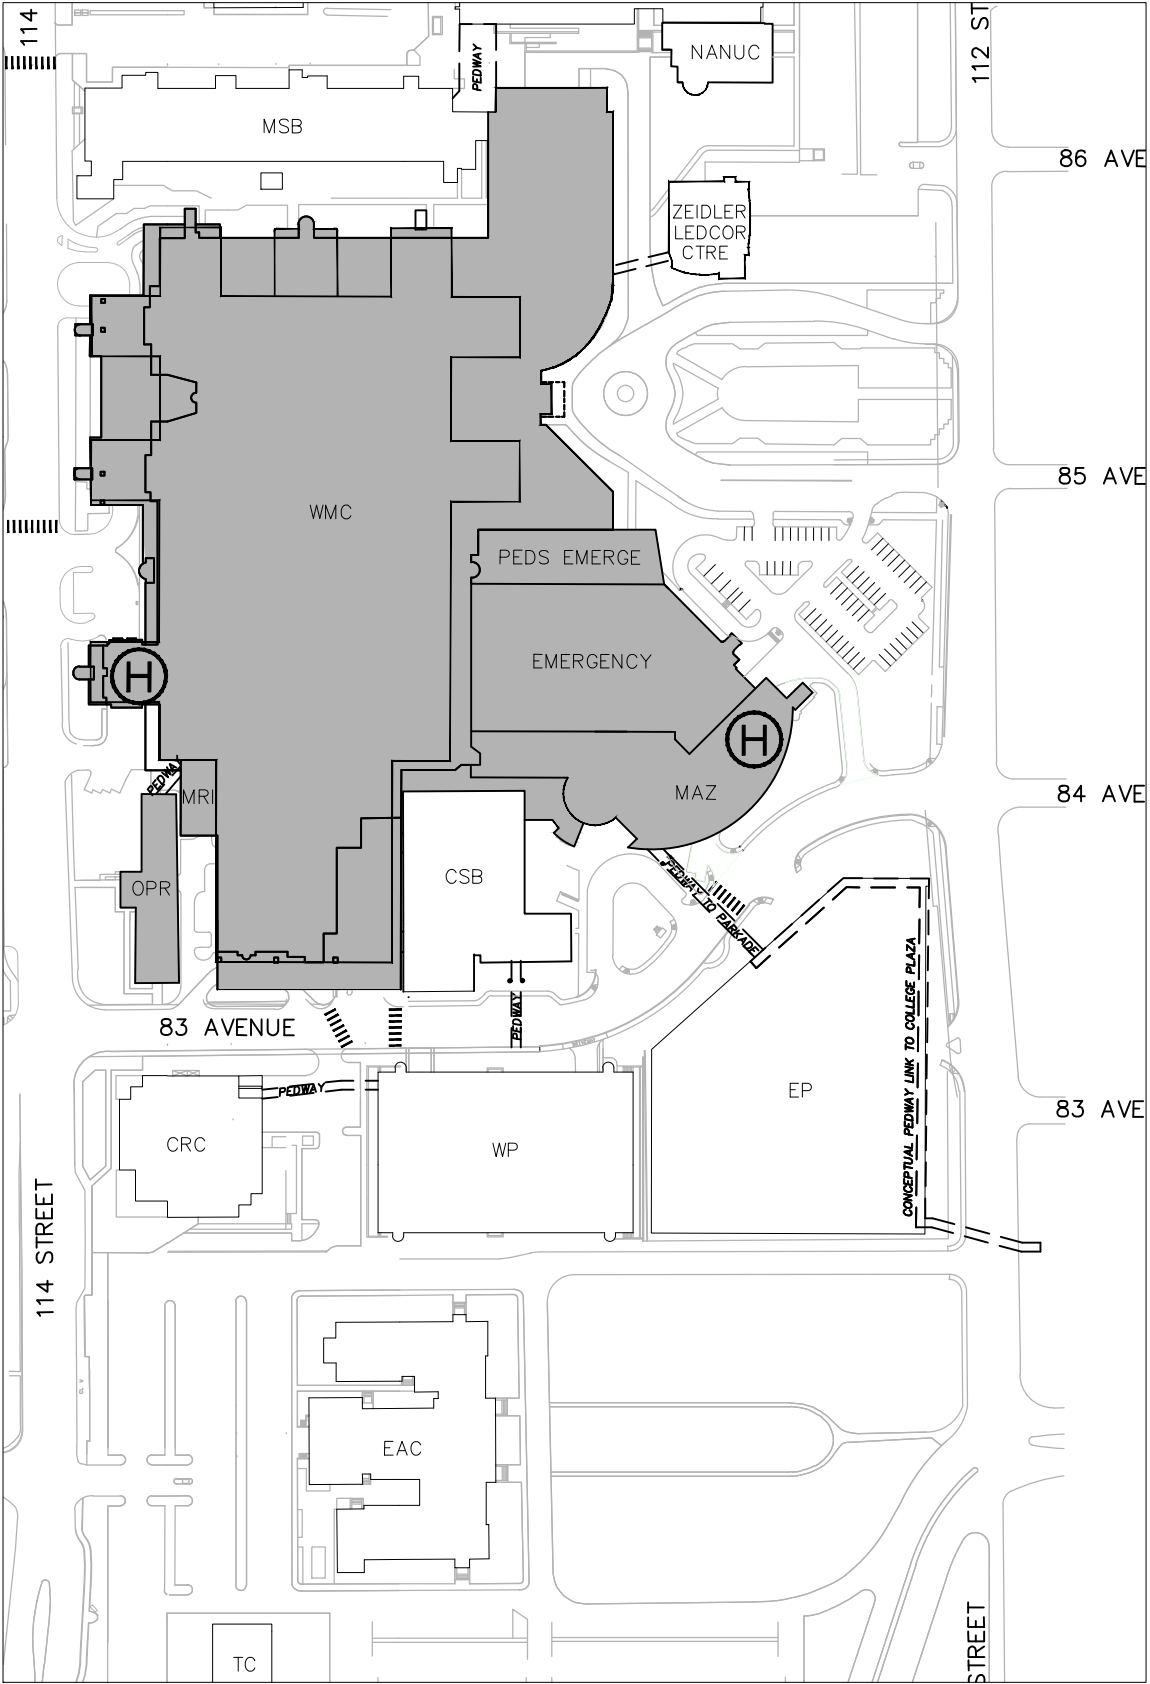 114
112 ST
NANUC
PEDWAY
MSB
86 AVE
ZEIDLER
LEDCOR
CTRE
85 AVE
WMC
PEDS EMERGE
EMERGENCY
H
H
PEDWA
MRI
MAZ
84 AVE
OPR
CSB
PEDWAY TO PARKADE
83 AVENUE
PEDWAY
CONCEPTUAL PEDWAY LINK TO COLLEGE PLAZA
EP
PEDWAY
83 AVE
CRC
WP
114 STREET
EAC
STREET
TC